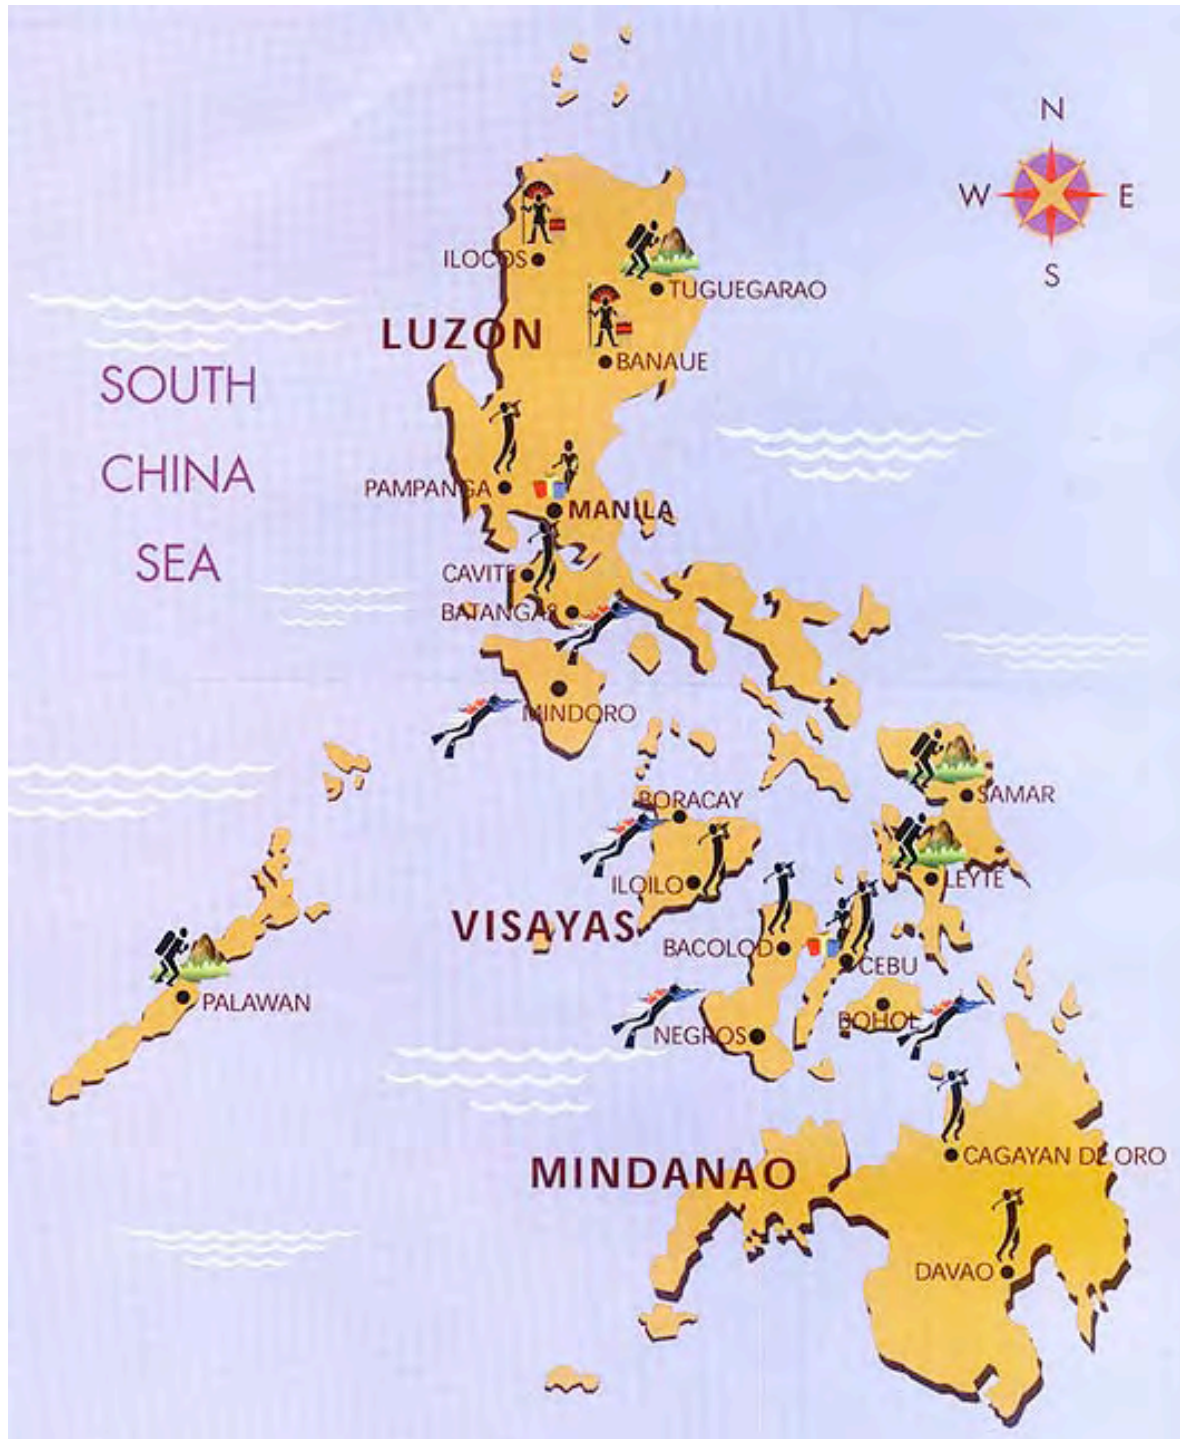 N
W
E
S
ILOCOS
TUGUEGARAO
LUZON
BANAUE
SOUTH
CHINA
SEA
PAMPANGA
MANILA
CAVITE
BATANGAS
MINDORO
BORACAY
SAMAR
ILOILO
LEYTE
VISAYAS
BACOLOD
CEBU
PALAWAN
BOHOL
NEGROS
MINDANAO
CAGAYAN DE ORO
DAVAO